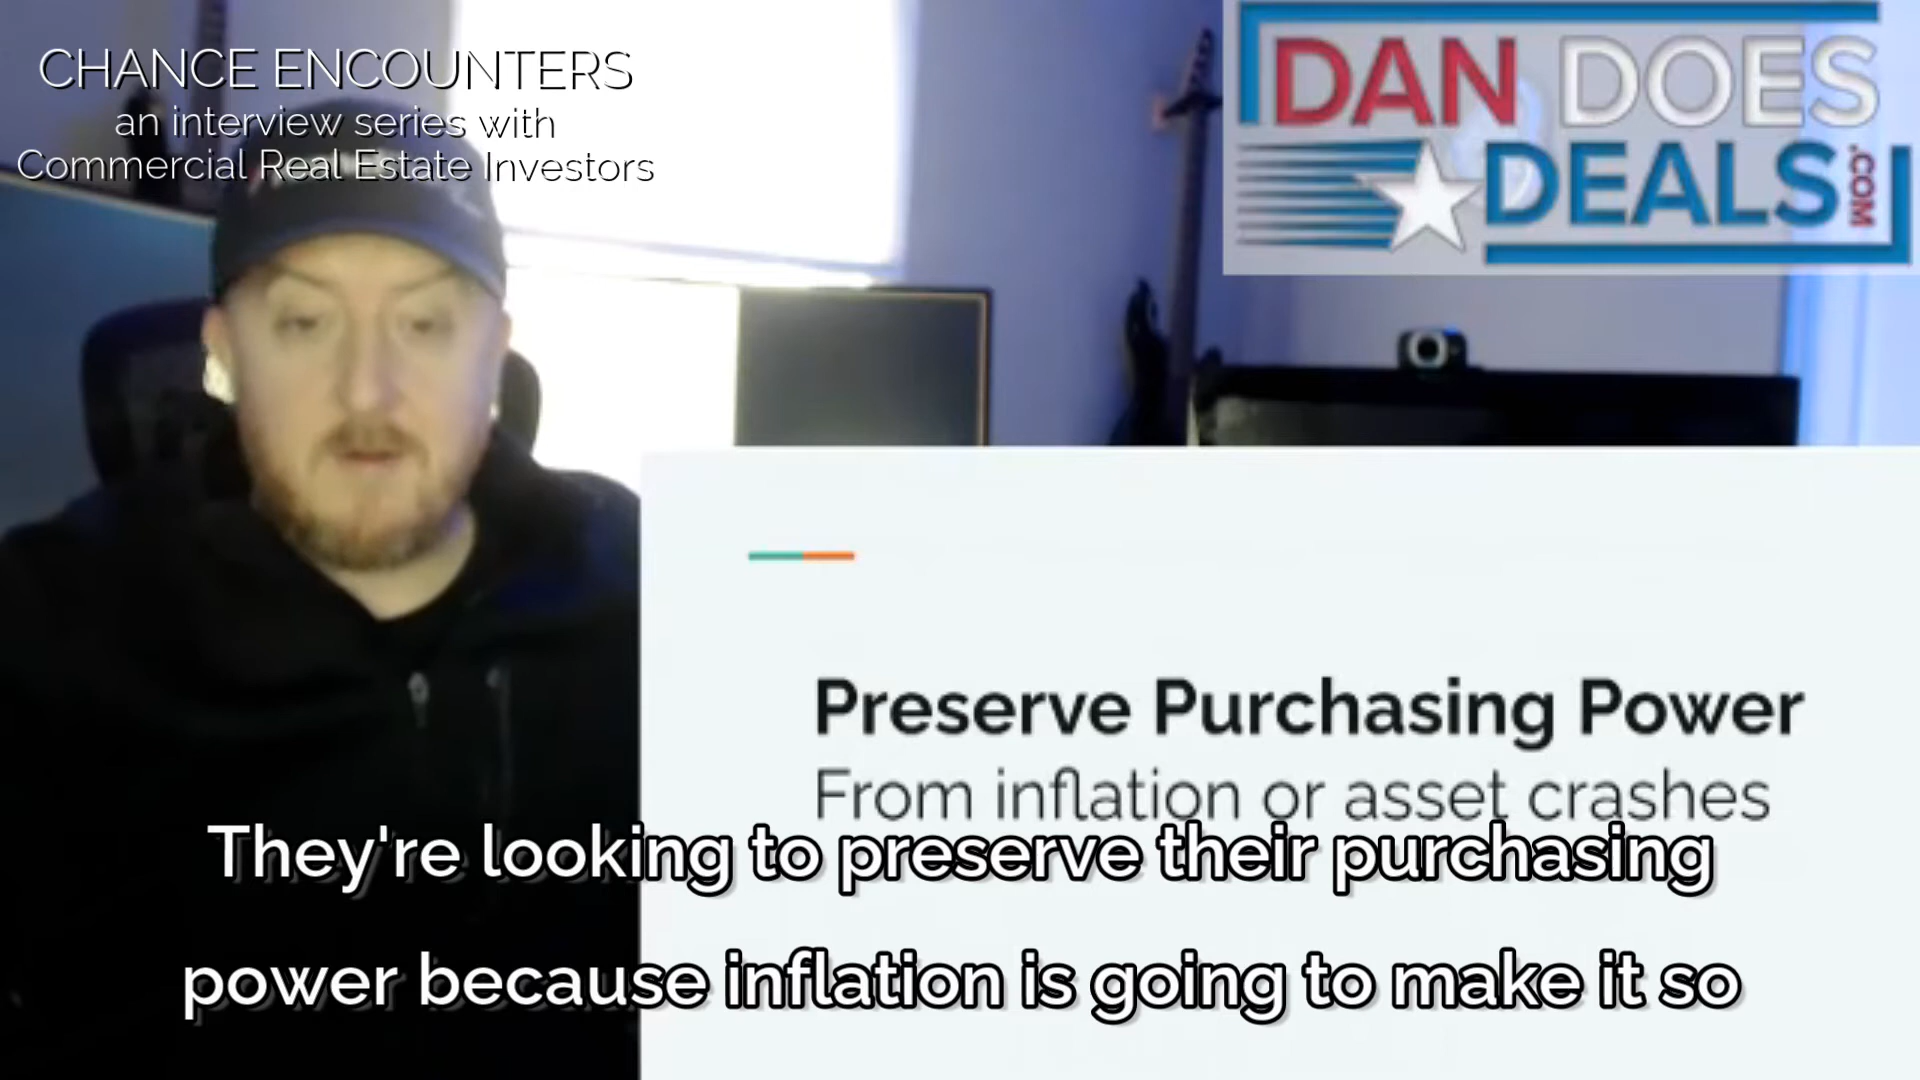 CHANCE ENCOUNTERS
an interview series with
Commercial Real Estate Investors
DAN DOES
DEALS
.COM
Preserve Purchasing Power
From inflation or asset crashes
They're looking to preserve their purchasing
power because inflation is going to make it so